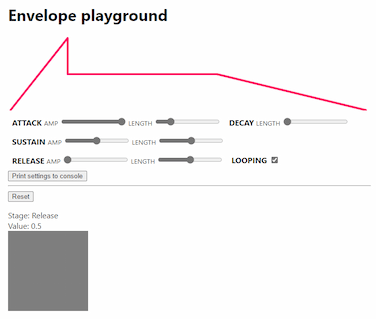 Envelope playground
ATTACK AMP LENGTH DECAY LENGTH
SUSTAIN AMP LENGTH
RELEASE AMP LENGTH LOOPING
Print settings to console
Reset
Stage: Release
Value: 0.5